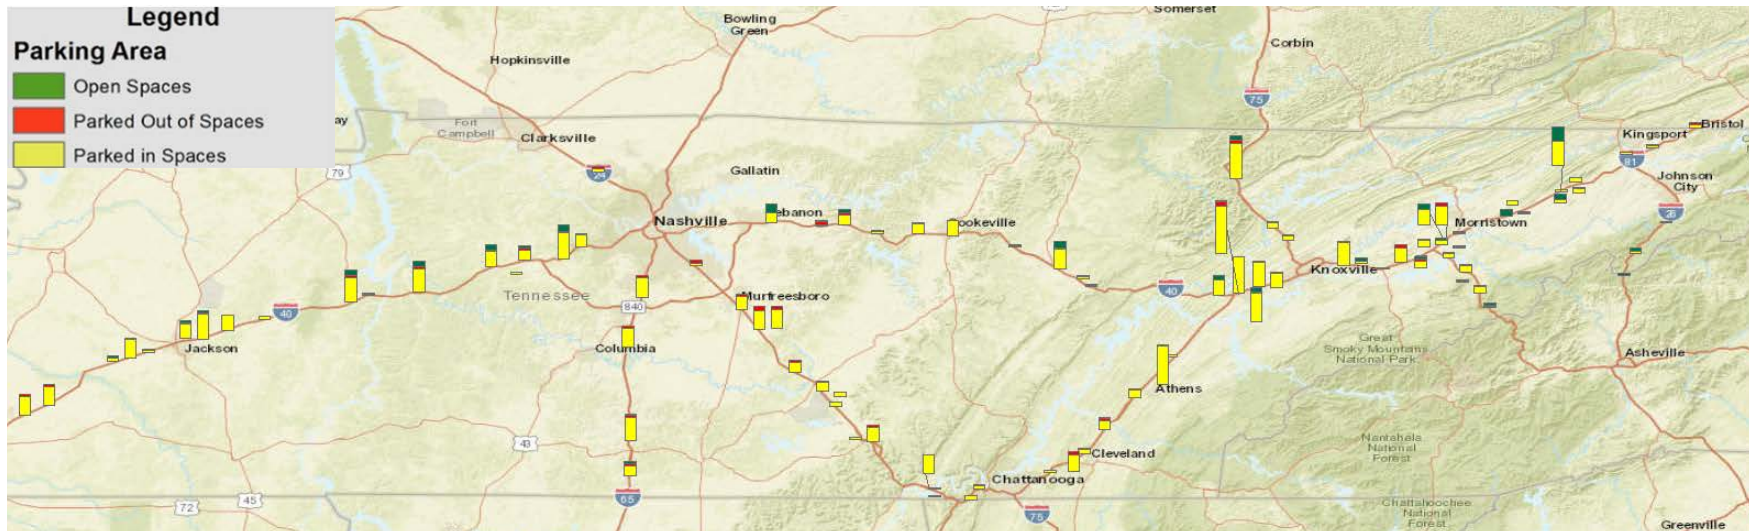 Legend
Parking Area
Open Spaces
Parked Out of Spaces
Parked in Spaces
Bowling
Green
Somerset
Corbin
Hopkinsville
75
ay
Fort
Campbell
Clarksville
Kingsport
Bristol
81
79
24
Gallatin
Johnson
City
Nashville
ebanon
ookeville
Morristown
26
Knoxville
Tennessee
40
Murfreesboro
840
40
Jackson
Columbia
Great
Smoky Mountains
National Park
Asheville
Athens
43
Nantahala
National
Forest
Cleveland
Chattanooga
72
45
65
75
Chattahoochee
National
Forest
Greenville